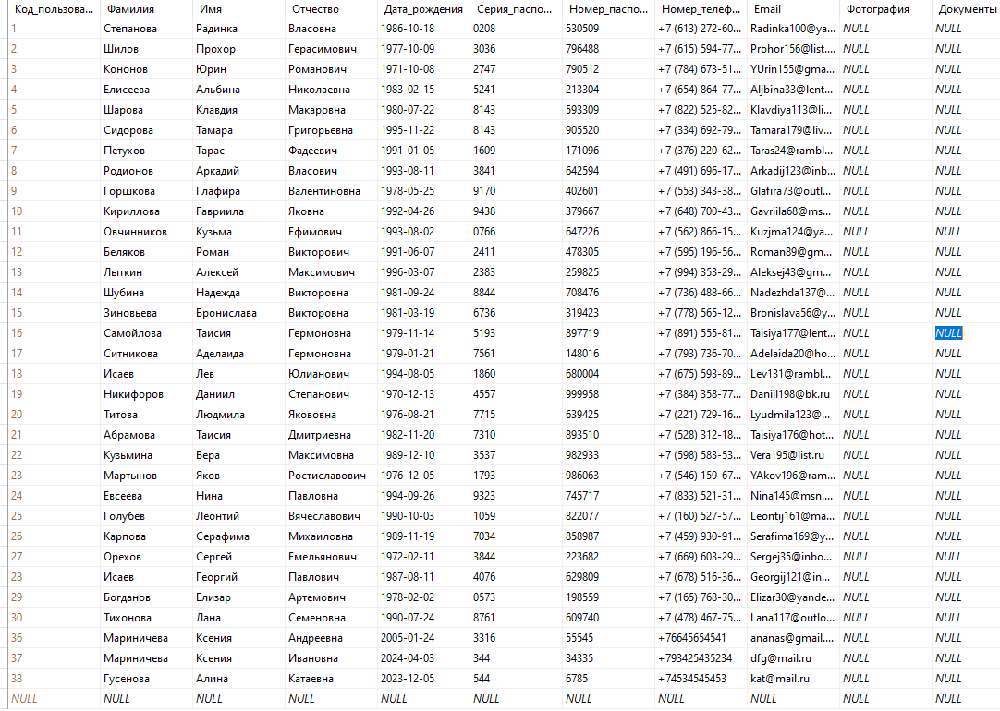 Код_пользова... Фамилия Имя Отчество Дата_рождения Серия_паспо... Номер_паспо... Номер_телеф... Email Фотография Документы
1 Степанова Радинка Власовна 1986-10-18 0208 530509 +7 (613) 272-60... Radinka100@ya... NULL NULL
2 Шилов Прохор Герасимович 1977-10-09 3036 796488 +7 (615) 594-77... Prohor156@list.... NULL NULL
3 Кононов Юрин Романович 1971-10-08 2747 790512 +7 (784) 673-51... YUrin155@gma... NULL NULL
4 Елисеева Альбина Николаевна 1983-02-15 5241 213304 +7 (654) 864-77... Aljbina33@lent... NULL NULL
5 Шарова Клавдия Макаровна 1980-07-22 8143 593309 +7 (822) 525-82... Klavdiya113@li... NULL NULL
6 Сидорова Тамара Григорьевна 1995-11-22 8143 905520 +7 (334) 692-79... Tamara179@liv... NULL NULL
7 Петухов Тарас Фадеевич 1991-01-05 1609 171096 +7 (376) 220-62... Taras24@rambl... NULL NULL
8 Родионов Аркадий Власович 1993-08-11 3841 642594 +7 (491) 696-17... Arkadij123@inb... NULL NULL
9 Горшкова Глафира Валентиновна 1978-05-25 9170 402601 +7 (553) 343-38... Glafira73@outl... NULL NULL
10 Кириллова Гавриила Яковна 1992-04-26 9438 379667 +7 (648) 700-43... Gavriila68@ms... NULL NULL
11 Овчинников Кузьма Ефимович 1993-08-02 0766 647226 +7 (562) 866-15... Kuzjma124@ya... NULL NULL
12 Беляков Роман Викторович 1991-06-07 2411 478305 +7 (595) 196-56... Roman89@gm... NULL NULL
13 Лыткин Алексей Максимович 1996-03-07 2383 259825 +7 (994) 353-29... Aleksej43@gm... NULL NULL
14 Шубина Надежда Викторовна 1981-09-24 8844 708476 +7 (736) 488-66... Nadezhda137@... NULL NULL
15 Зиновьева Бронислава Викторовна 1981-03-19 6736 319423 +7 (778) 565-12... Bronislava56@y... NULL NULL
16 Самойлова Таисия Гермоновна 1979-11-14 5193 897719 +7 (891) 555-81... Taisiya177@lent... NULL NULL
17 Ситникова Аделаида Гермоновна 1979-01-21 7561 148016 +7 (793) 736-70... Adelaida20@ho... NULL NULL
18 Исаев Лев Юлианович 1994-08-05 1860 680004 +7 (675) 593-89... Lev131@rambl... NULL NULL
19 Никифоров Даниил Степанович 1970-12-13 4557 999958 +7 (384) 358-77... Daniil198@bk.ru NULL NULL
20 Титова Людмила Якововна 1976-08-21 7715 639425 +7 (221) 729-16... Lyudmila123@... NULL NULL
21 Абрамова Таисия Дмитриевна 1982-11-20 7310 893510 +7 (528) 312-18... Taisiya176@hot... NULL NULL
22 Кузьмина Вера Максимовна 1989-12-10 3537 982933 +7 (598) 583-53... Vera195@list.ru NULL NULL
23 Мартынов Яков Ростиславович 1976-12-05 1793 986063 +7 (546) 159-67... YAkov196@ram... NULL NULL
24 Евсеева Нина Павловна 1994-09-26 9323 745717 +7 (833) 521-31... Nina145@msn.... NULL NULL
25 Голубев Леонтий Вячеславович 1990-10-03 1059 822077 +7 (160) 527-57... Leontij161@ma... NULL NULL
26 Карпова Серафима Михаиловна 1989-11-19 7034 858987 +7 (459) 930-91... Serafima169@y... NULL NULL
27 Орехов Сергей Емельянович 1972-02-11 3844 223682 +7 (669) 603-29... Sergej35@inbo... NULL NULL
28 Исаев Георгий Павлович 1987-08-11 4076 629809 +7 (678) 516-36... Georgij121@in... NULL NULL
29 Богданов Елизар Артемович 1978-02-02 0573 198559 +7 (165) 768-30... Elizar30@yande... NULL NULL
30 Тихонова Лана Семеновна 1990-07-24 8761 609740 +7 (478) 467-75... Lana117@outlo... NULL NULL
36 Мариничева Ксения Андреевна 2005-01-24 3316 55545 +76645654541 ananas@gmail.... NULL NULL
37 Мариничева Ксения Ивановна 2024-04-03 344 34335 +793425435234 dfg@mail.ru NULL NULL
38 Гусенова Алина Катаевна 2023-12-05 544 6785 +74534545453 kat@mail.ru NULL NULL
NULL NULL NULL NULL NULL NULL NULL NULL NULL NULL NULL